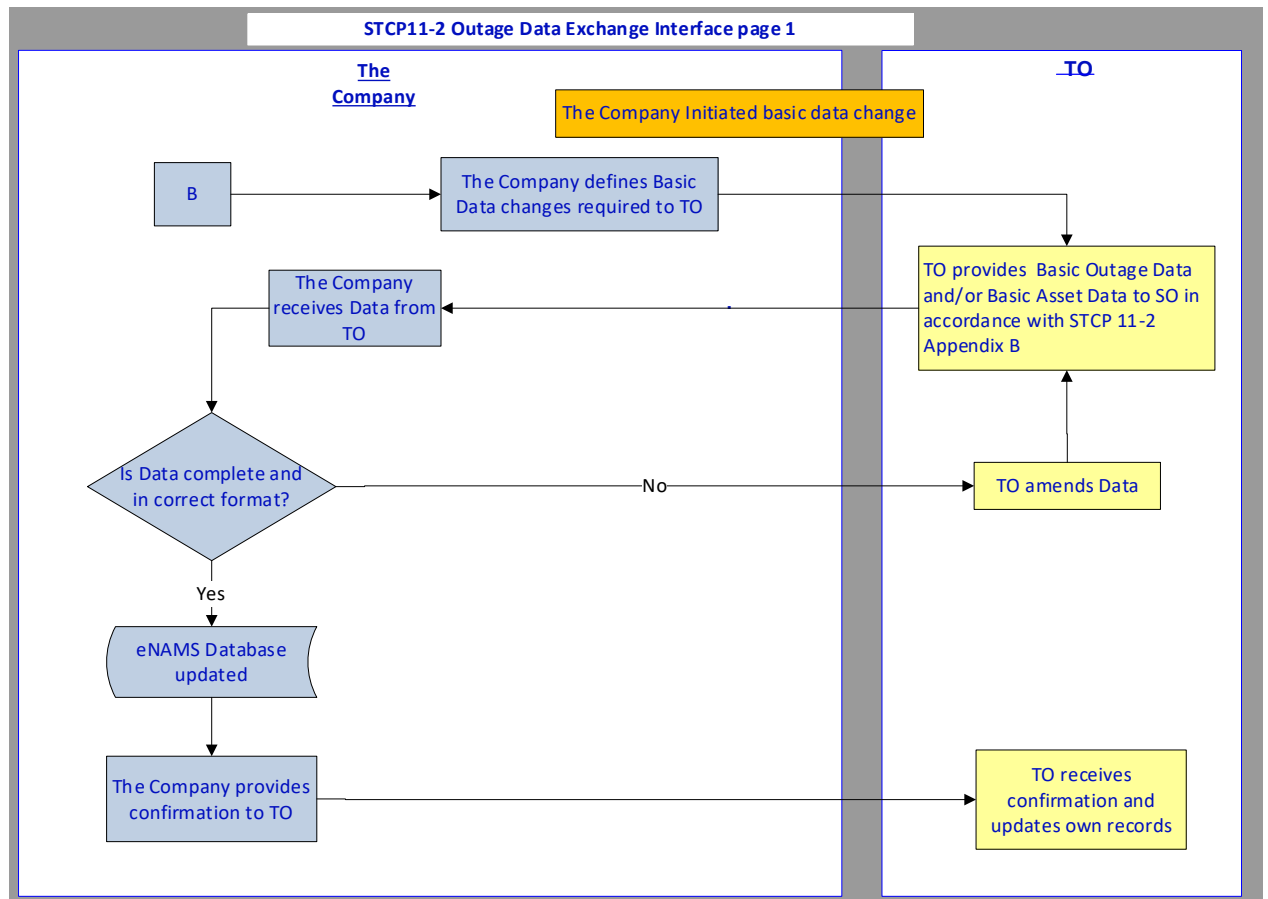 STCP11-2 Outage Data Exchange Interface page 1
The
Company
TO
The Company Initiated basic data change
B
The Company defines Basic
Data changes required to TO
TO provides Basic Outage Data
and/or Basic Asset Data to SO in
accordance with STCP 11-2
Appendix B
The Company
receives Data from
TO
Is Data complete and
in correct format?
No
TO amends Data
Yes
eNAMS Database
updated
The Company provides
confirmation to TO
TO receives
confirmation and
updates own records